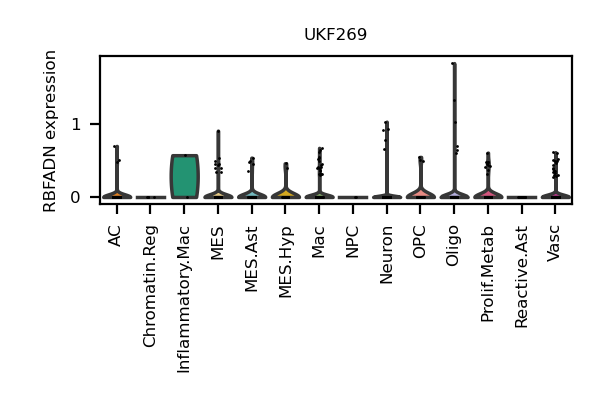 UKF269
RBFADN expression
1
0
AC
Chromatin.Reg
Inflammatory.Mac
MES
MES.Ast
MES.Hyp
Mac
NPC
Neuron
OPC
Oligo
Prolif.Metab
Reactive.Ast
Vasc